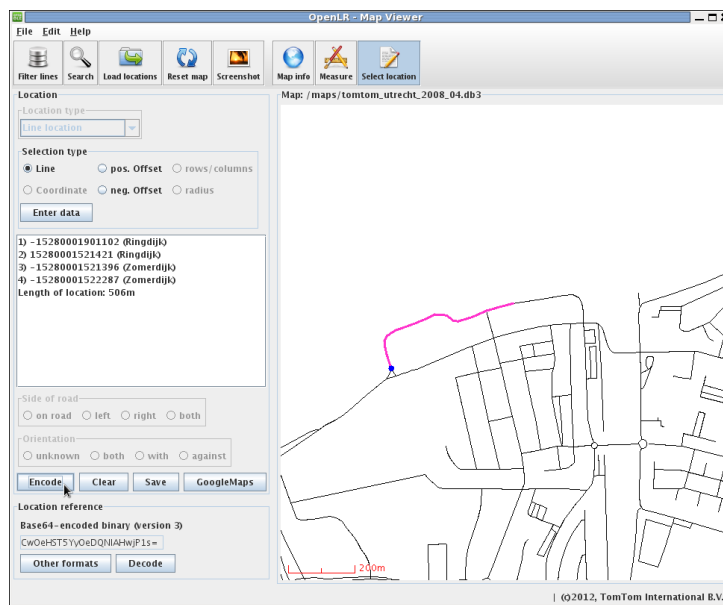 OpenLR - Map Viewer
File Edit Help
Filter lines Search Load locations Reset map Screenshot Map info Measure Select location
Location
Location type
Line location
Selection type
Line pos. Offset rows/columns
Coordinate neg. Offset radius
Enter data
1) -15280001901102 (Ringdijk)
2) 15280001521421 (Ringdijk)
3) -15280001521396 (Zomerdijk)
4) -15280001522287 (Zomerdijk)
Length of location: 506m
Side of road
on road left right both
Orientation
unknown both with against
Encode Clear Save GoogleMaps
Location reference
Base64-encoded binary (version 3)
CwOeHST5YyOeDQNIAHwjP1s=
Other formats Decode
Map: /maps/tomtom_utrecht_2008_04.db3
200m
| (c)2012, TomTom International B.V.